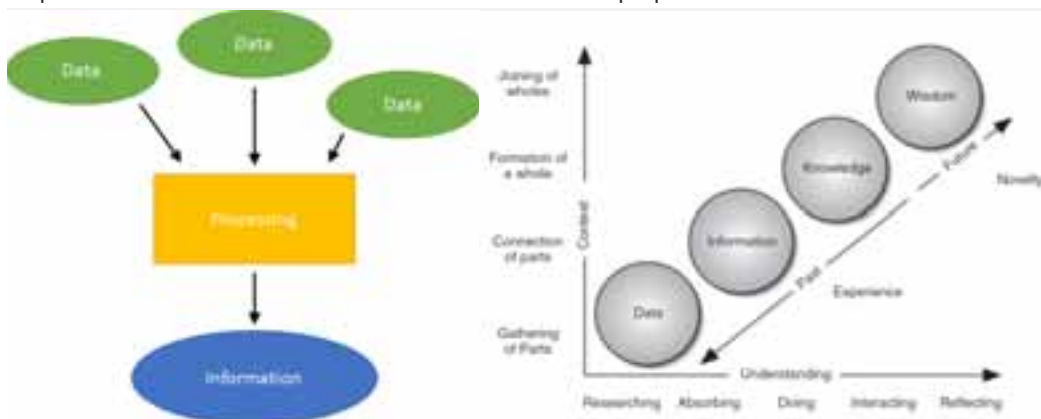 Data
Data
Data
Processing
Information
Joining of
wholes
Formation of
a whole
Connection
of parts
Gathering
of Parts
Context
Wisdom
Knowledge
Information
Data
Future
Past
Novelty
Experience
Understanding
Researching Absorbing Doing Interacting Reflecting